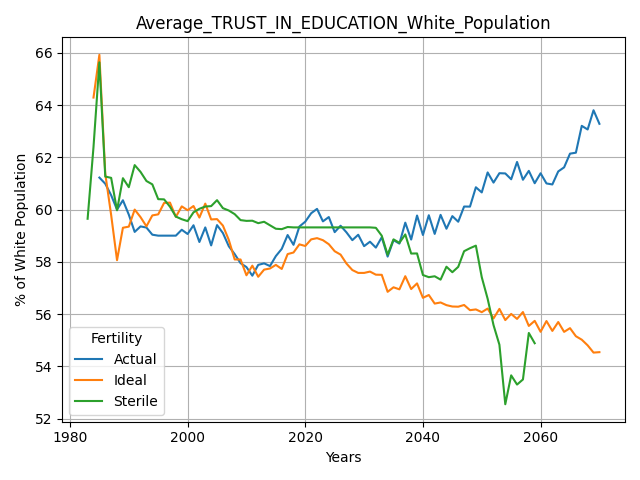 Average_TRUST_IN_EDUCATION_White_Population
% of White Population
66
64
62
60
58
56
54
52
Fertility
Actual
Ideal
Sterile
1980 2000 2020 2040 2060
Years